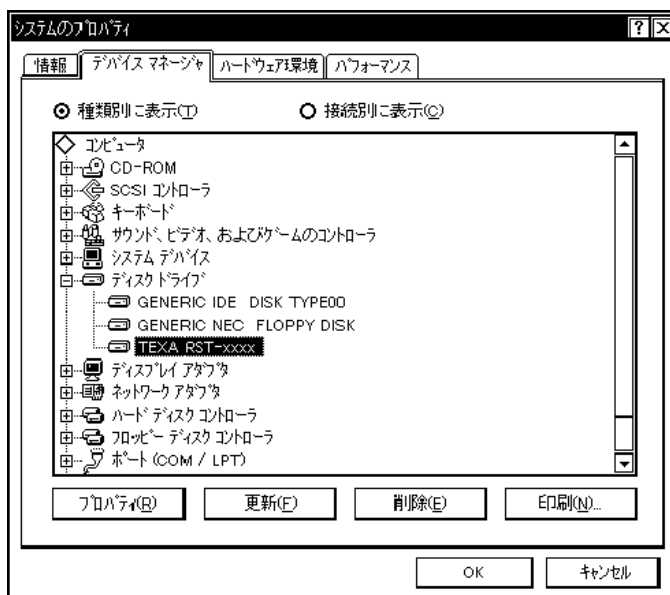 システムのプロパティ
情報 デバイス マネージャ ハードウェア環境 パフォーマンス
種類別に表示(T) 接続別に表示(C)
コンピュータ
CD-ROM
SCSI コントローラ
キーボード
サウンド、ビデオ、およびゲームのコントローラ
システム デバイス
ディスク ドライブ
GENERIC IDE DISK TYPE00
GENERIC NEC FLOPPY DISK
TEXA RST-xxxx
ディスプレイ アダプタ
ネットワーク アダプタ
ハード ディスク コントローラ
フロッピー ディスク コントローラ
ポート (COM / LPT)
プロパティ(R) 更新(F) 削除(E) 印刷(N)...
OK キャンセル